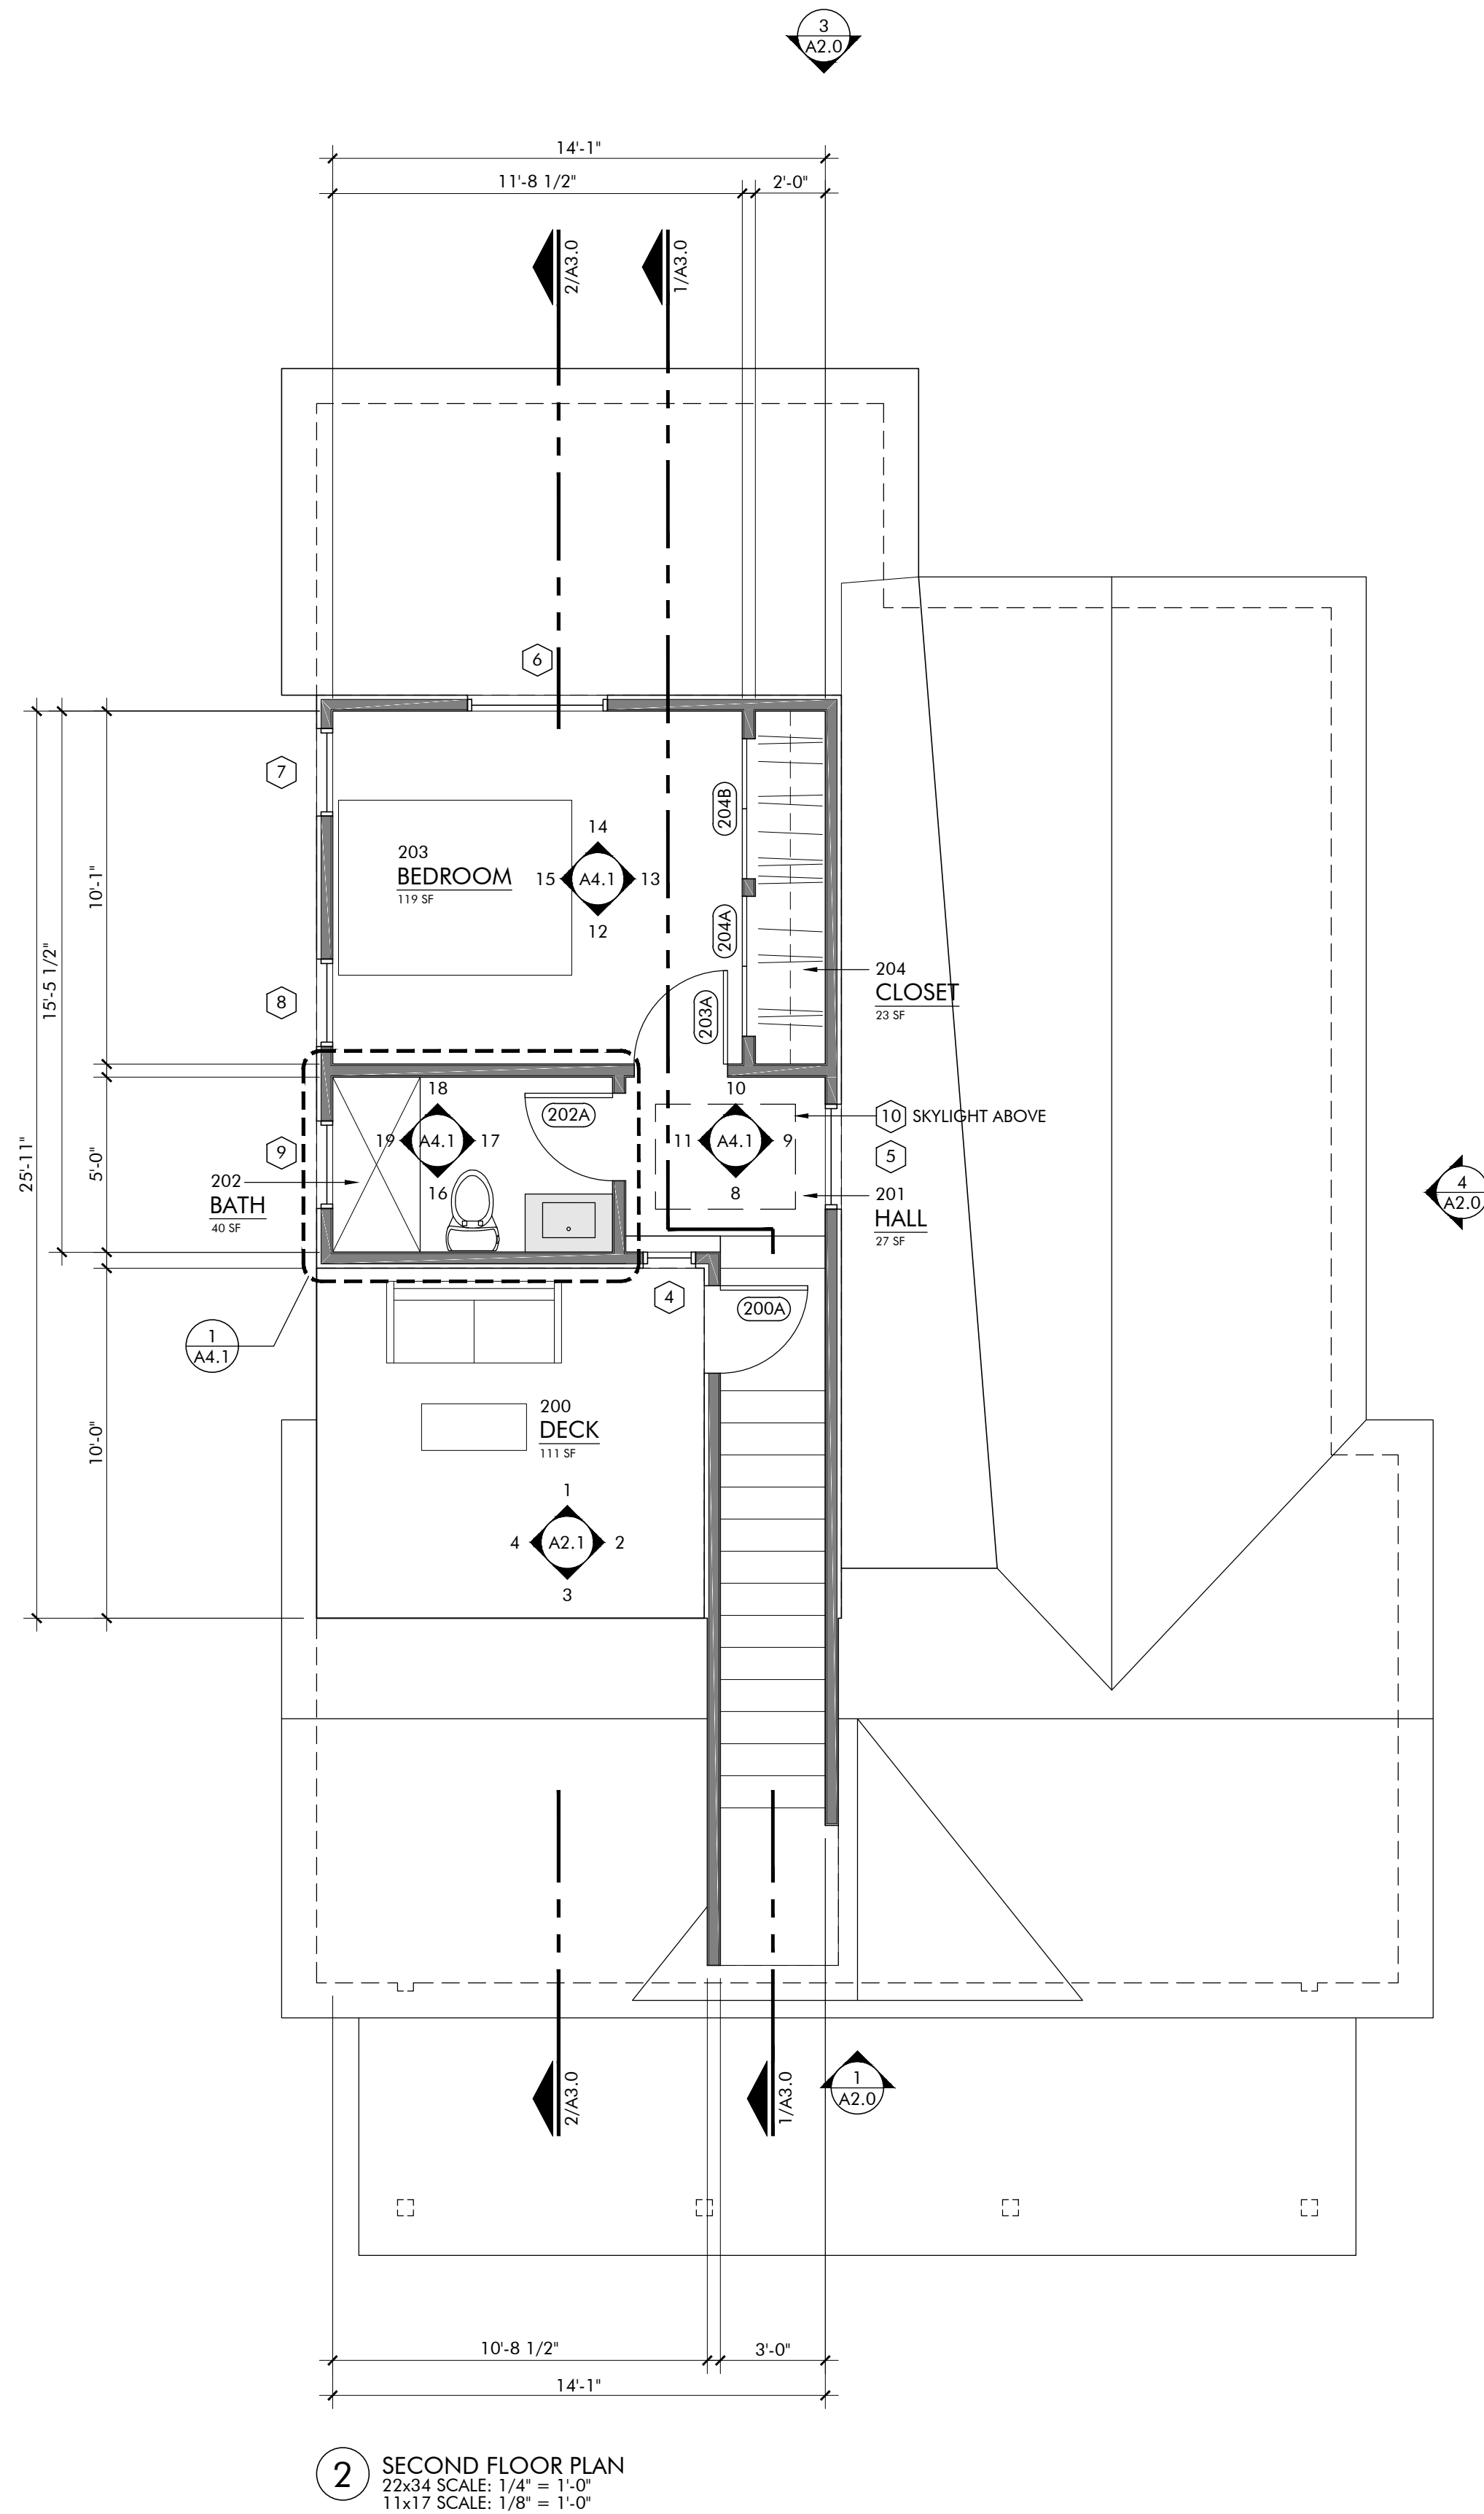 3
A2.0
14'-1"
11'-8 1/2"
2'-0"
2/A3.0
1/A3.0
6
7
204B
14
203
BEDROOM
119 SF
15
A4.1
13
12
10'-1"
204A
15'-5 1/2"
204
CLOSET
23 SF
8
203A
18
10
202A
10
SKYLIGHT ABOVE
19
A4.1
17
11
A4.1
9
9
5
25'-11"
5'-0"
202
BATH
40 SF
16
8
201
HALL
27 SF
4
A2.0
4
200A
1
A4.1
200
DECK
111 SF
10'-0"
1
4
A2.1
2
3
2/A3.0
1/A3.0
1
A2.0
10'-8 1/2"
3'-0"
14'-1"
2
SECOND FLOOR PLAN
22x34 SCALE: 1/4" = 1'-0"
11x17 SCALE: 1/8" = 1'-0"